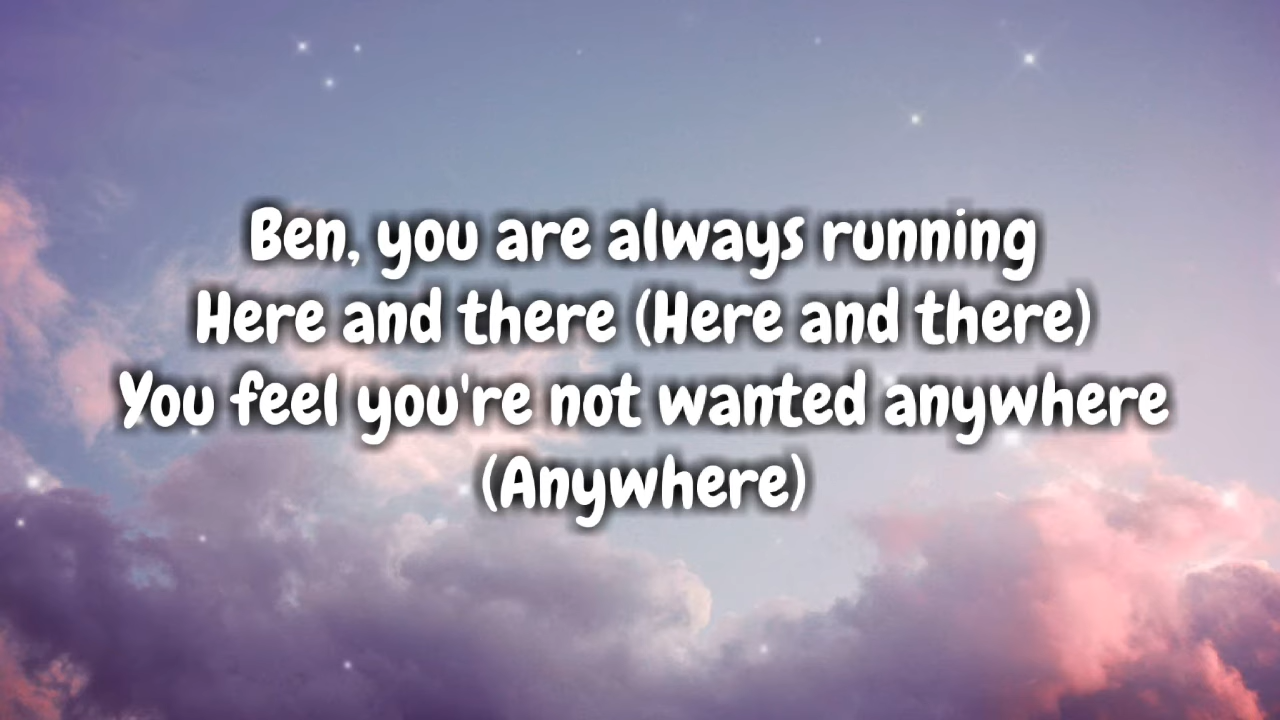 Ben, you are always running
Here and there (Here and there)
You feel you're not wanted anywhere
(Anywhere)